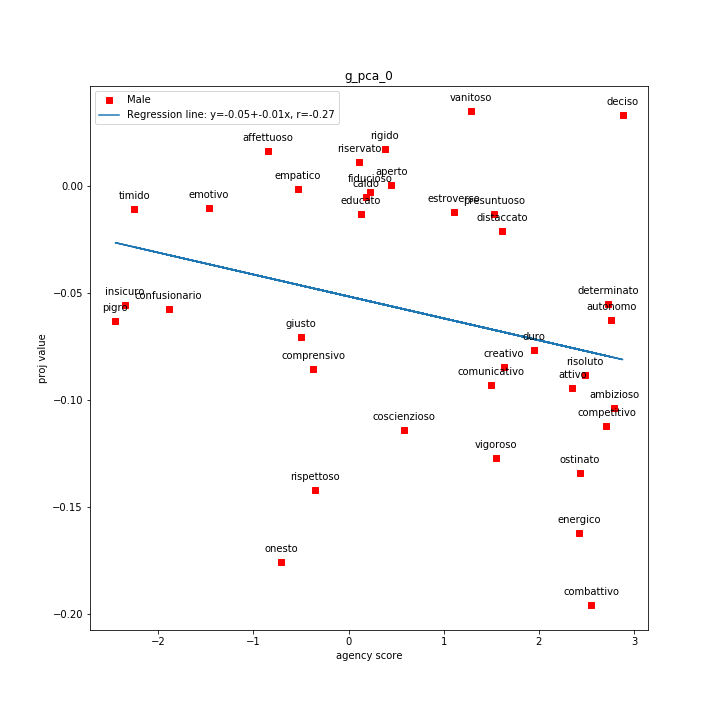 g_pca_0
Male
Regression line: y=-0.05+-0.01x, r=-0.27
vanitoso
deciso
affettuoso
rigido
riservato
empatico
aperto
fiducioso
caldo
timido
emotivo
educato
estroverso
presuntuoso
distaccato
insicuro
confusionario
pigro
determinato
autonomo
giusto
duro
comprensivo
creativo
risoluto
comunicativo
attivo
ambizioso
coscienzioso
competitivo
vigoroso
ostinato
rispettoso
energico
onesto
combattivo
0.00
−0.05
−0.10
−0.15
−0.20
proj value
−2
−1
0
1
2
3
agency score